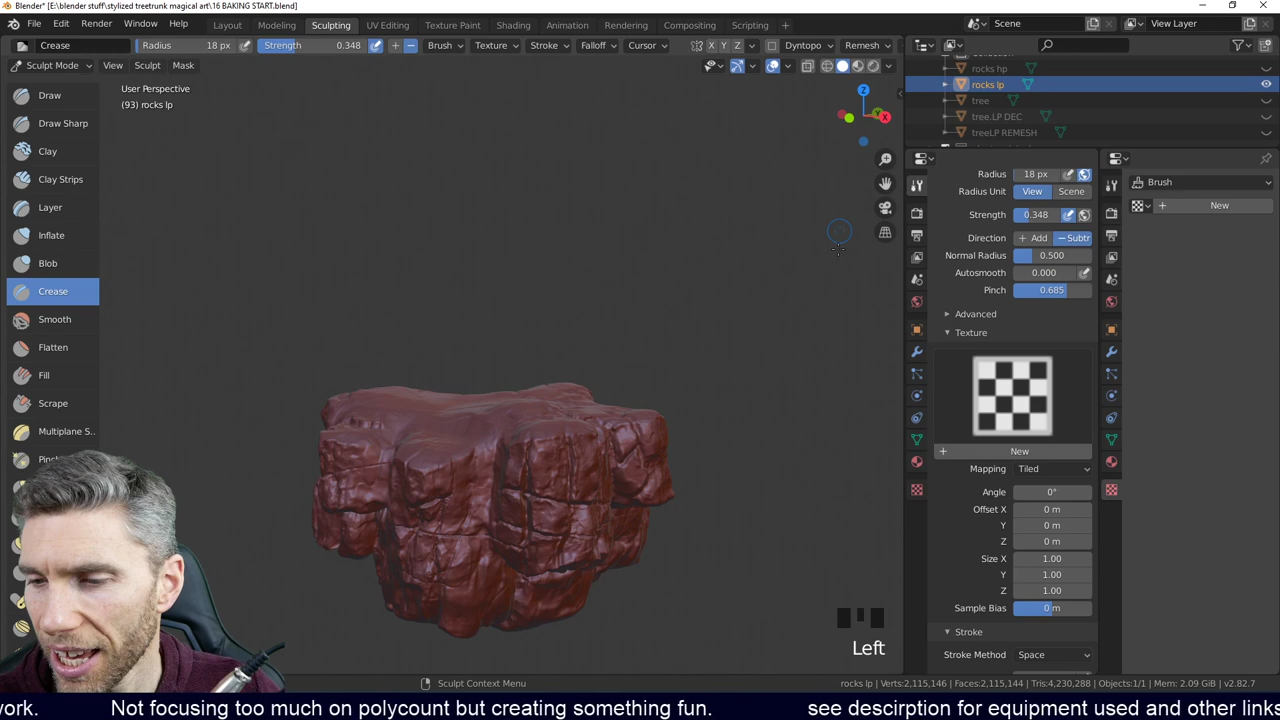 Blender* [E:\blender stuff\stylized treetrunk magical art\16 BAKING START.blend]
File Edit Render Window Help Layout Modeling Sculpting UV Editing Texture Paint Shading Animation Rendering Compositing Scripting Scene View Layer
Crease Radius 18 px Strength 0.348 Brush Texture Stroke Falloff Cursor X Y Z Dyntopo Remesh
Sculpt Mode View Sculpt Mask
rocks hp
rocks lp
tree
tree.LP DEC
treeLP REMESH
User Perspective
(93) rocks lp
Z
Y
X
Draw
Draw Sharp
Clay
Clay Strips
Layer
Inflate
Blob
Crease
Smooth
Flatten
Fill
Scrape
Multiplane S..
Radius 18 px
Radius Unit View Scene
Strength 0.348
Direction Add Subtr
Normal Radius 0.500
Autosmooth 0.000
Pinch 0.685
Advanced
Texture
New
Mapping Tiled
Angle 0°
Offset X 0 m
Y 0 m
Z 0 m
Size X 1.00
Y 1.00
Z 1.00
Sample Bias 0 m
Stroke
Stroke Method Space
Brush
New
Left
Sculpt Context Menu
rocks lp | Verts:2,115,146 | Faces:2,115,144 | Tris:4,230,288 | Objects:1/1 | Mem: 2.09 GiB | v2.82.7
work. Not focusing too much on polycount but creating something fun. see descirption for equipment used and other links